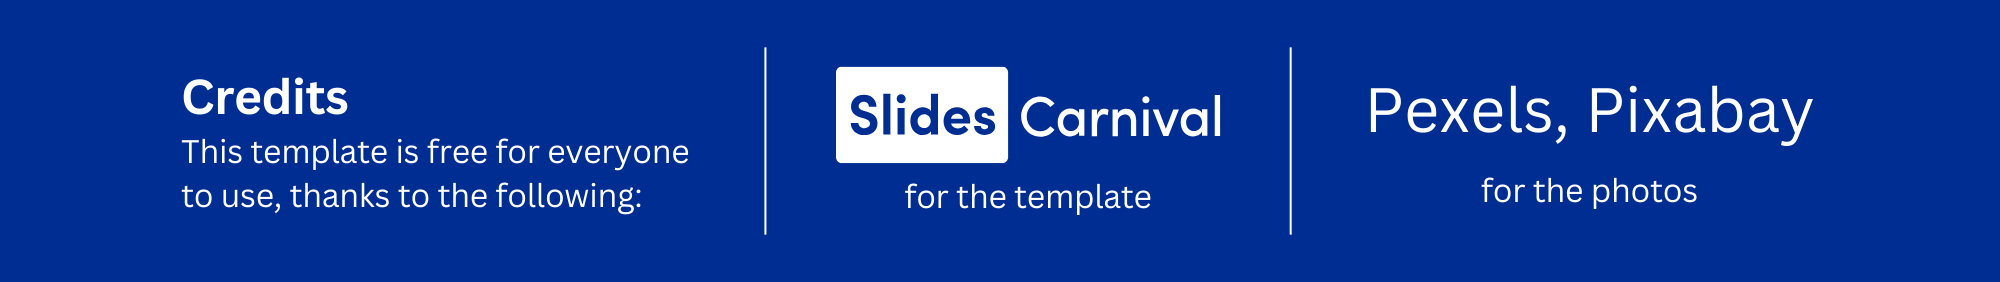 Credits
This template is free for everyone
to use, thanks to the following:
Slides Carnival
for the template
Pexels, Pixabay
for the photos